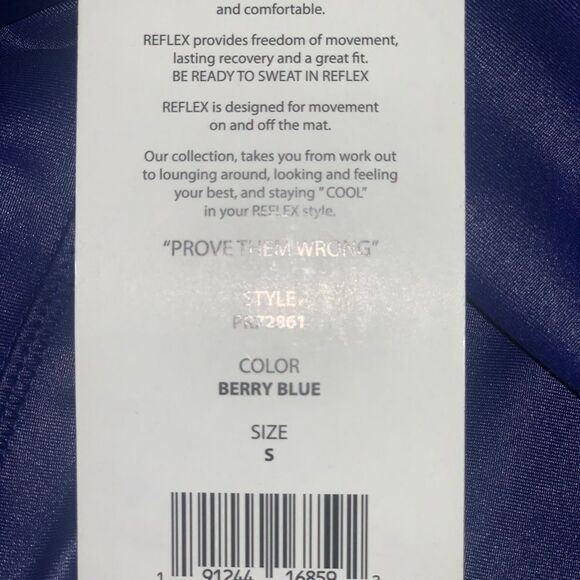 and comfortable.
REFLEX provides freedom of movement,
lasting recovery and a great fit.
BE READY TO SWEAT IN REFLEX
REFLEX is designed for movement
on and off the mat.
Our collection, takes you from work out
to lounging around, looking and feeling
your best, and staying "COOL"
in your REFLEX style.
"PROVE THEM WRONG"
STYLE
PR72861
COLOR
BERRY BLUE
SIZE
S
1 91244 16859